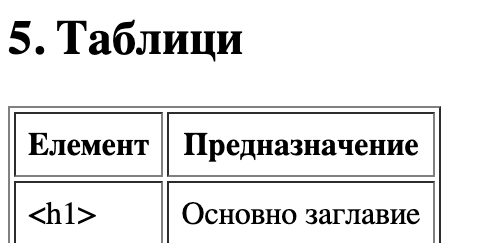 5. Таблици
Елемент Предназначение
<h1> Основно заглавие